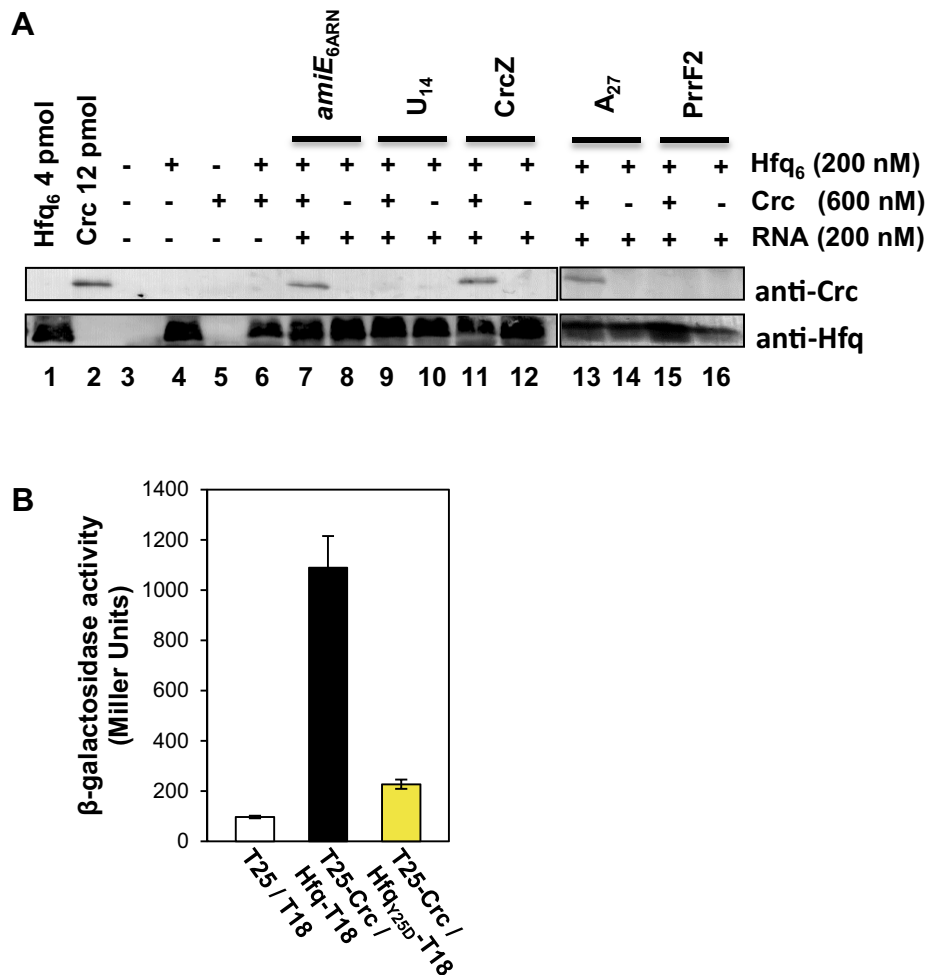 A
amiE6ARN
U14
CrcZ
A27
PrrF2
Hfq6 4 pmol
Crc 12 pmol
- + - + + + + + + + + + + + Hfq6 (200 nM)
- - + + + - + - + - + - + - Crc (600 nM)
- - - - + + + + + + + + + + RNA (200 nM)
anti-Crc
anti-Hfq
1 2 3 4 5 6 7 8 9 10 11 12 13 14 15 16
B
β-galactosidase activity
(Miller Units)
1400
1200
1000
800
600
400
200
0
T25 / T18
T25-Crc /
Hfq-T18
T25-Crc /
HfqY25D-T18